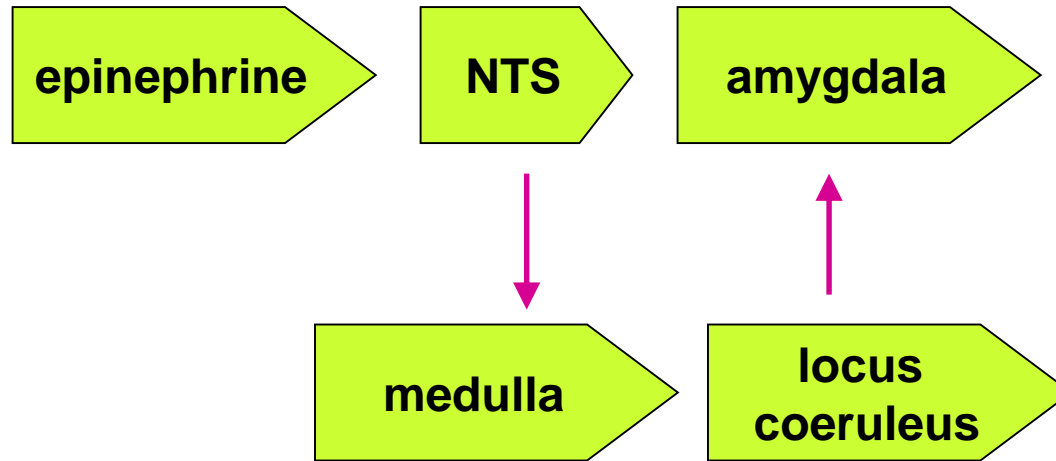 epinephrine
NTS
amygdala
medulla
locus
coeruleus